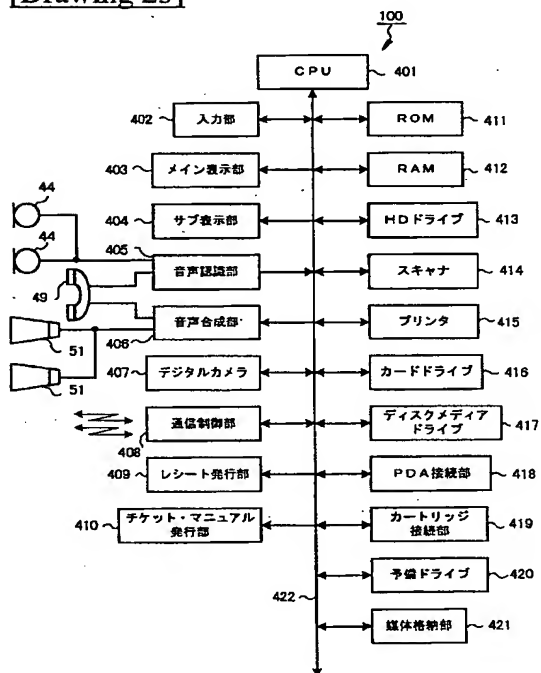 [Drawing 2s]
100
CPU
401
402
入力部
ROM
411
403
メイン表示部
RAM
412
44
404
サブ表示部
HDドライブ
413
44
405
音声認識部
スキャナ
414
49
音声合成部
406
プリンタ
415
51
407
デジタルカメラ
カードドライブ
416
51
通信制御部
408
ディスクメディア
ドライブ
417
409
レシート発行部
PDA接続部
418
410
チケット・マニュアル
発行部
カートリッジ
接続部
419
予備ドライブ
420
422
媒体格納部
421